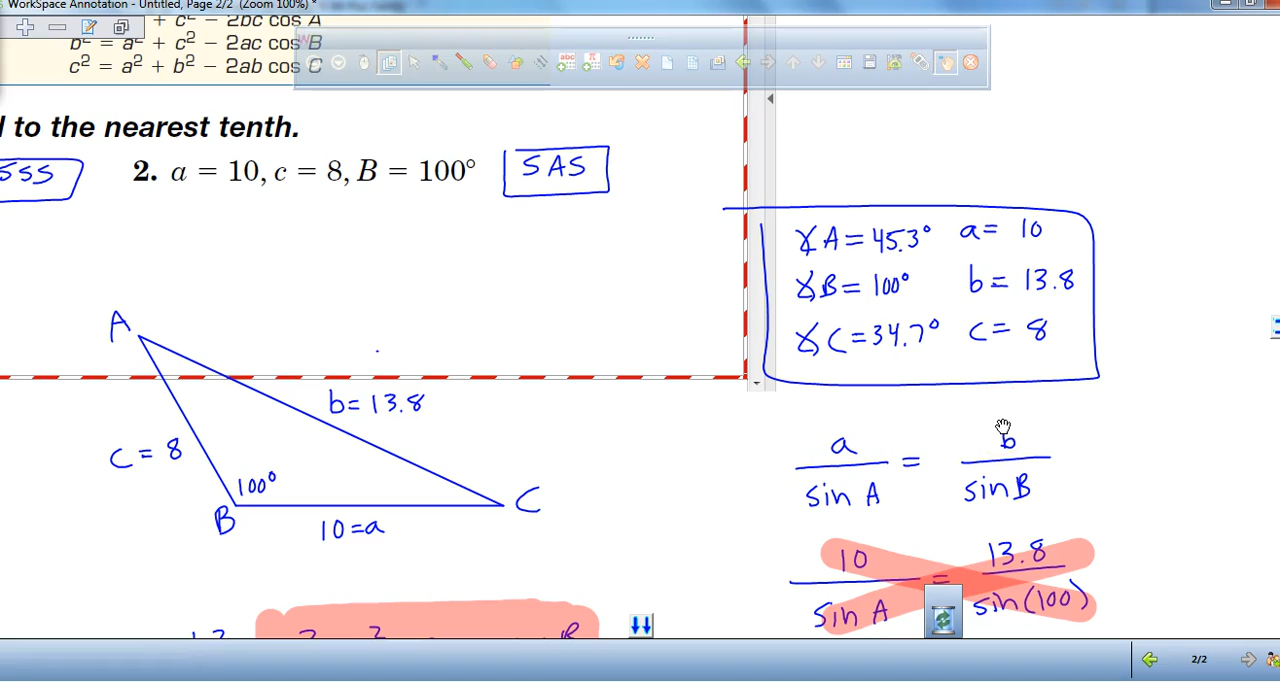 WorkSpace Annotation - Untitled, Page 2/2 (Zoom 100%) *
+ c² − 2bc cos A
b² = a² + c² − 2ac cos B
c² = a² + b² − 2ab cos C
l to the nearest tenth.
SSS
2. a = 10, c = 8, B = 100°
SAS
∡A = 45.3° a = 10
∡B = 100° b = 13.8
∡C = 34.7° c = 8
A
b = 13.8
c = 8
100°
B
C
10 = a
a / sin A = b / sin B
10 / sin A = 13.8 / sin(100)
2/2